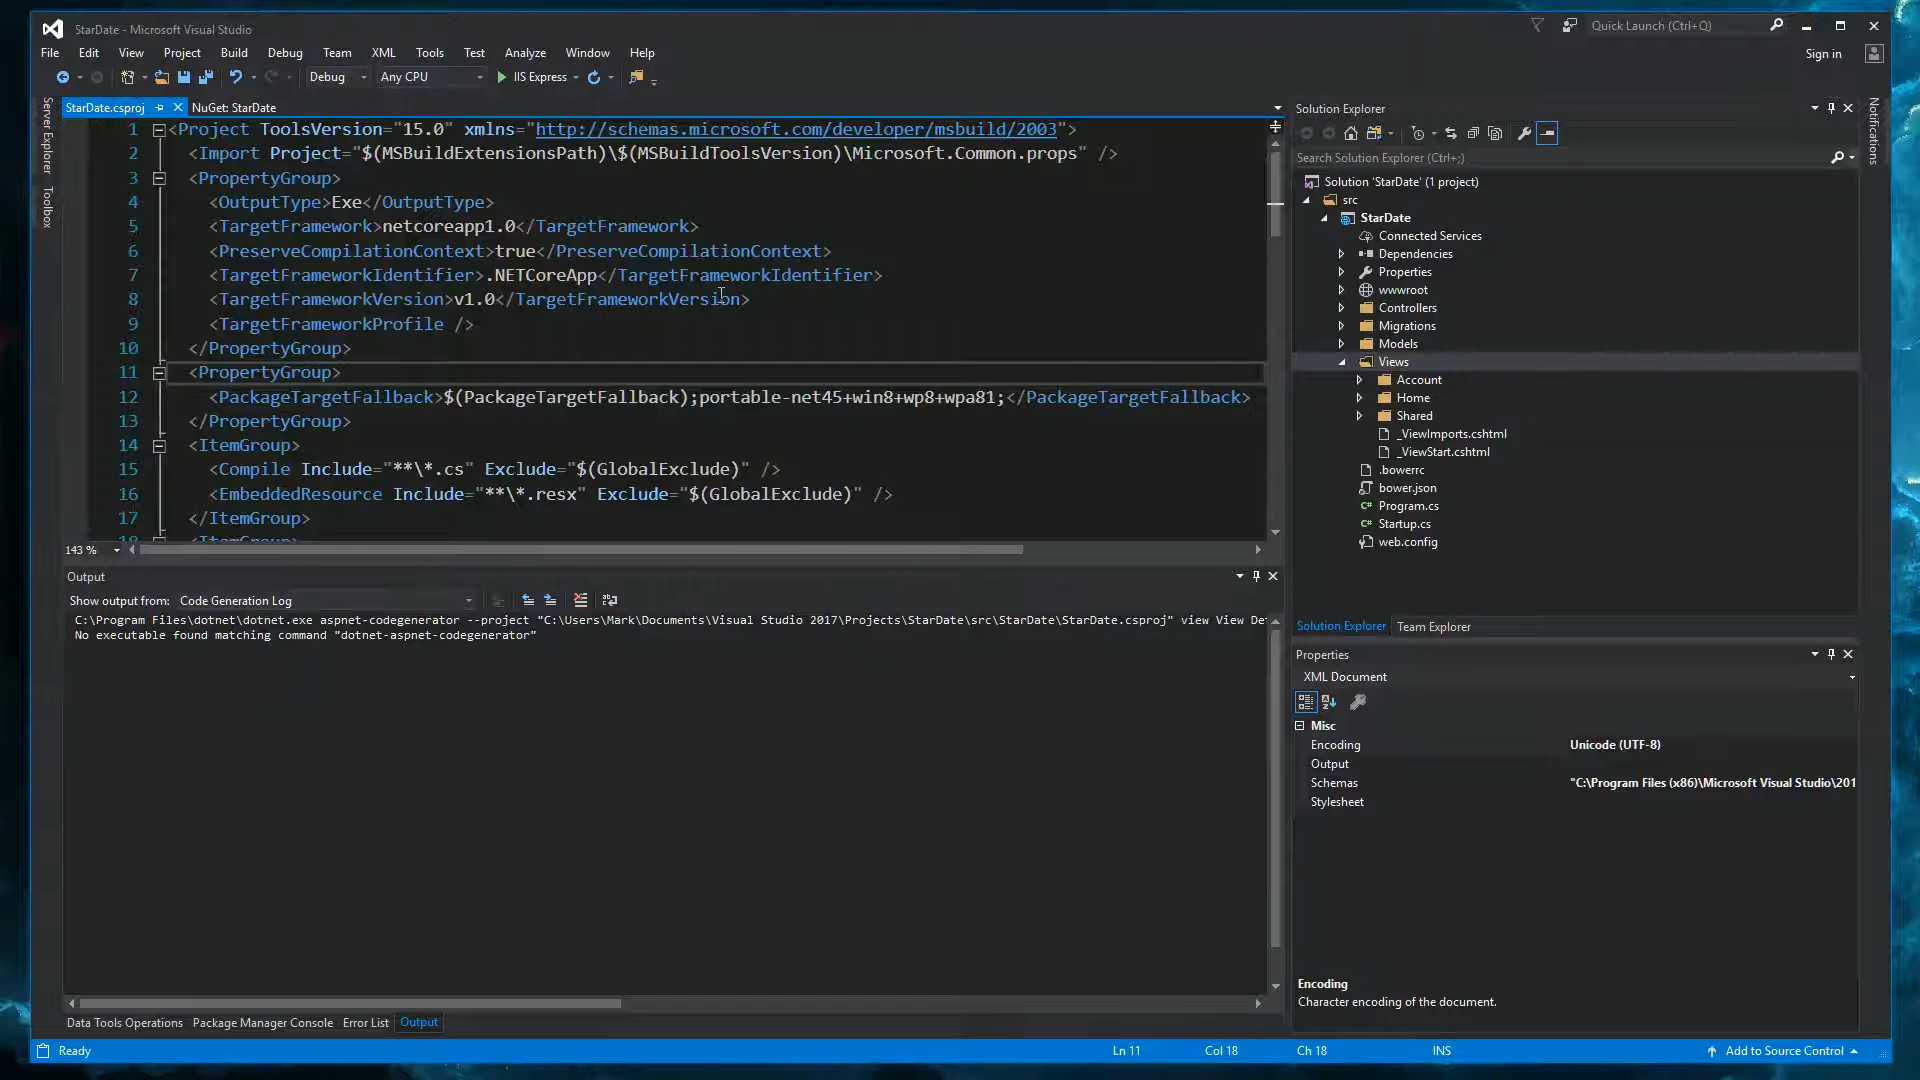 StarDate - Microsoft Visual Studio
Quick Launch (Ctrl+Q)
File Edit View Project Build Debug Team XML Tools Test Analyze Window Help
Sign in
Debug Any CPU IIS Express
Server Explorer
Toolbox
StarDate.csproj NuGet: StarDate
1 <Project ToolsVersion="15.0" xmlns="http://schemas.microsoft.com/developer/msbuild/2003">
2 <Import Project="$(MSBuildExtensionsPath)\$(MSBuildToolsVersion)\Microsoft.Common.props" />
3 <PropertyGroup>
4 <OutputType>Exe</OutputType>
5 <TargetFramework>netcoreapp1.0</TargetFramework>
6 <PreserveCompilationContext>true</PreserveCompilationContext>
7 <TargetFrameworkIdentifier>.NETCoreApp</TargetFrameworkIdentifier>
8 <TargetFrameworkVersion>v1.0</TargetFrameworkVersion>
9 <TargetFrameworkProfile />
10 </PropertyGroup>
11 <PropertyGroup>
12 <PackageTargetFallback>$(PackageTargetFallback);portable-net45+win8+wp8+wpa81;</PackageTargetFallback>
13 </PropertyGroup>
14 <ItemGroup>
15 <Compile Include="**\*.cs" Exclude="$(GlobalExclude)" />
16 <EmbeddedResource Include="**\*.resx" Exclude="$(GlobalExclude)" />
17 </ItemGroup>
18 <ItemGroup>
143 %
Output
Show output from: Code Generation Log
C:\Program Files\dotnet\dotnet.exe aspnet-codegenerator --project "C:\Users\Mark\Documents\Visual Studio 2017\Projects\StarDate\src\StarDate\StarDate.csproj" view View De
No executable found matching command "dotnet-aspnet-codegenerator"
Data Tools Operations Package Manager Console Error List Output
Solution Explorer
Search Solution Explorer (Ctrl+;)
Solution 'StarDate' (1 project)
src
StarDate
Connected Services
Dependencies
Properties
wwwroot
Controllers
Migrations
Models
Views
Account
Home
Shared
_ViewImports.cshtml
_ViewStart.cshtml
.bowerrc
bower.json
Program.cs
Startup.cs
web.config
Solution Explorer Team Explorer
Properties
XML Document
Misc
Encoding Unicode (UTF-8)
Output
Schemas "C:\Program Files (x86)\Microsoft Visual Studio\201
Stylesheet
Encoding
Character encoding of the document.
Notifications
Ready Ln 11 Col 18 Ch 18 INS Add to Source Control